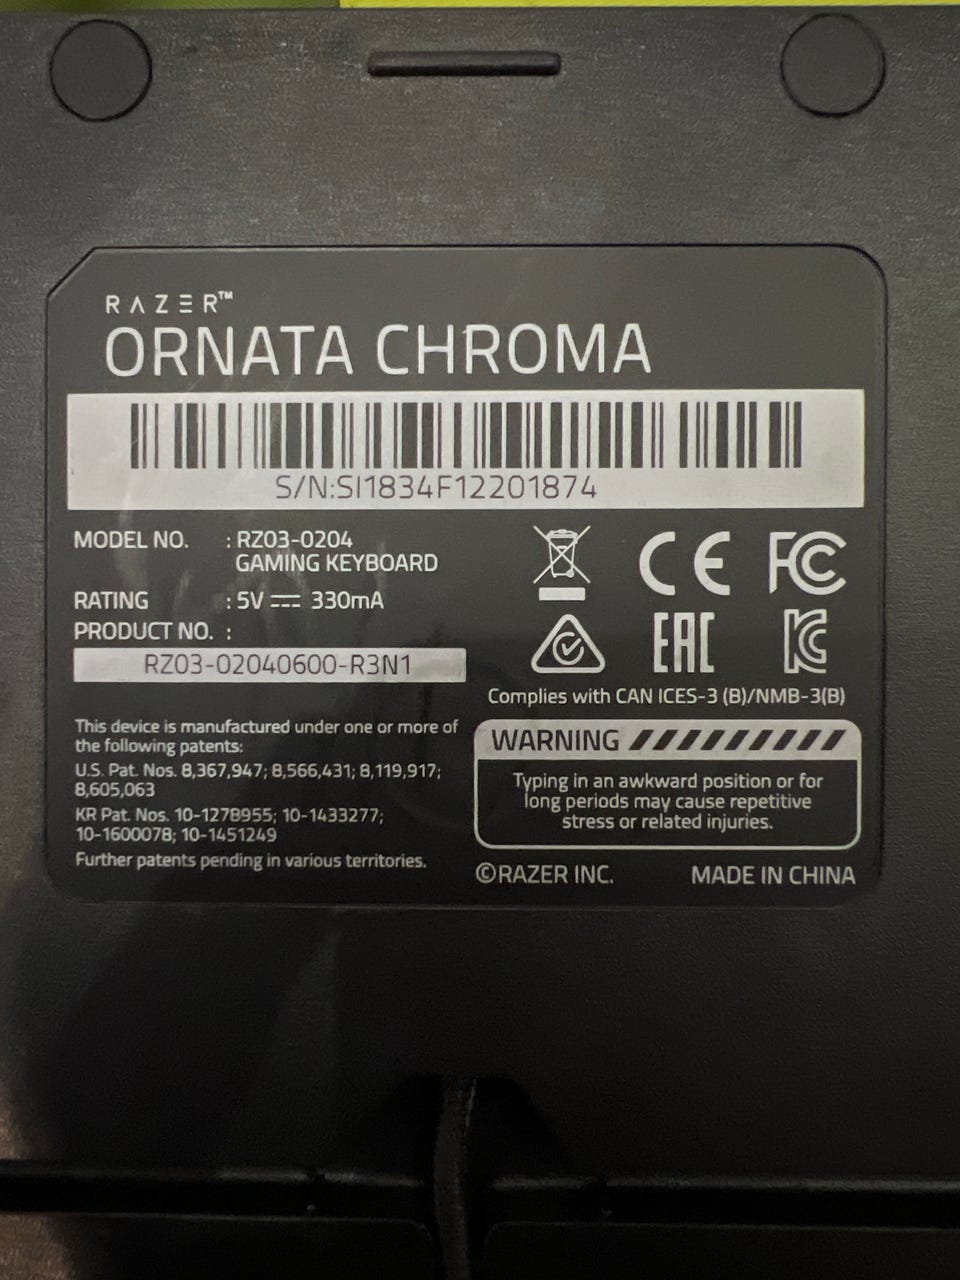 RAZER™
ORNATA CHROMA
S/N:SI1834F12201874
MODEL NO. : RZ03-0204
GAMING KEYBOARD
RATING : 5V ⎓ 330mA
PRODUCT NO. :
RZ03-02040600-R3N1
This device is manufactured under one or more of
the following patents:
U.S. Pat. Nos. 8,367,947; 8,566,431; 8,119,917;
8,605,063
KR Pat. Nos. 10-1278955; 10-1433277;
10-1600078; 10-1451249
Further patents pending in various territories.
CE FC
EAC KC
Complies with CAN ICES-3 (B)/NMB-3(B)
WARNING
Typing in an awkward position or for
long periods may cause repetitive
stress or related injuries.
©RAZER INC. MADE IN CHINA